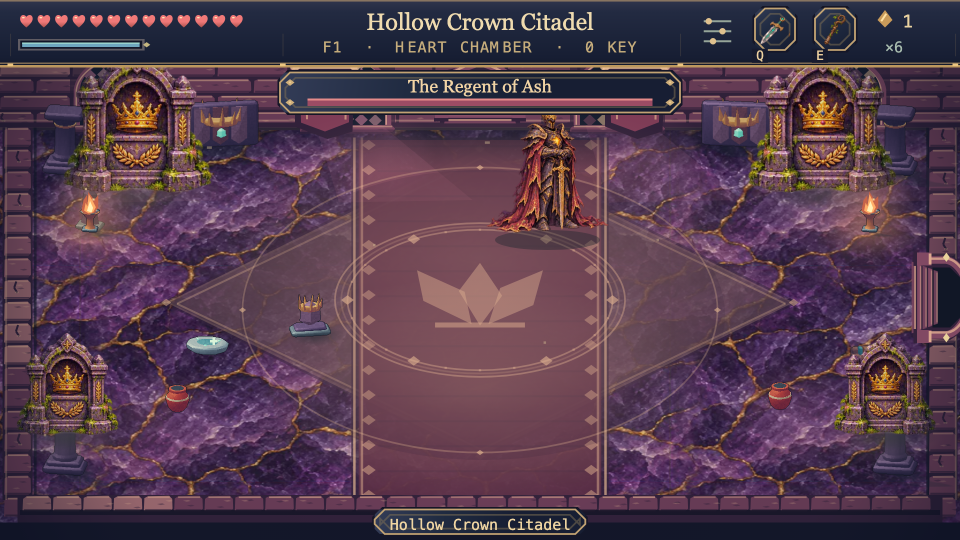 Hollow Crown Citadel
F1 · HEART CHAMBER · 0 KEY
Q
E
1
×6
The Regent of Ash
Hollow Crown Citadel